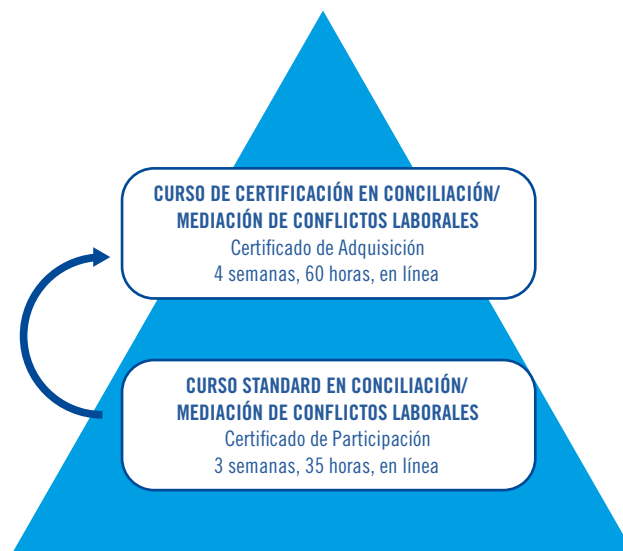 CURSO DE CERTIFICACIÓN EN CONCILIACIÓN/
MEDIACIÓN DE CONFLICTOS LABORALES
Certificado de Adquisición
4 semanas, 60 horas, en línea
CURSO STANDARD EN CONCILIACIÓN/
MEDIACIÓN DE CONFLICTOS LABORALES
Certificado de Participación
3 semanas, 35 horas, en línea